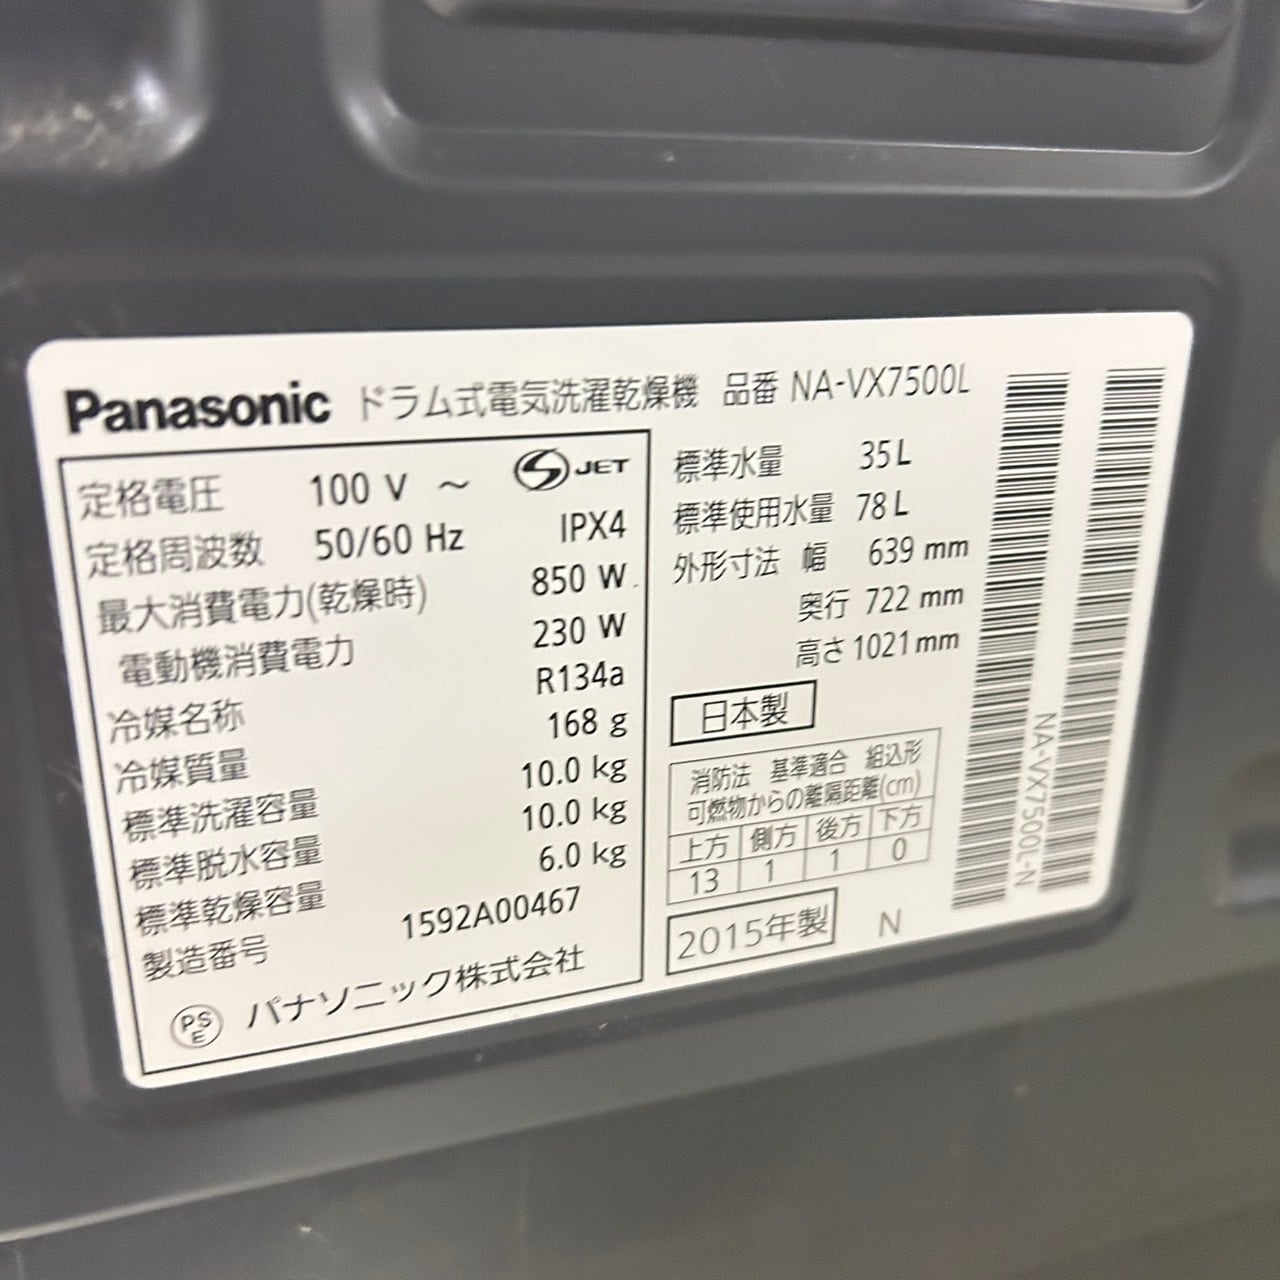 Panasonic ドラム式電気洗濯乾燥機 品番 NA-VX7500L
定格電圧 100 V ～ JET
定格周波数 50/60 Hz IPX4
最大消費電力(乾燥時) 850 W
電動機消費電力 230 W
冷媒名称 R134a
冷媒質量 168 g
標準洗濯容量 10.0 kg
標準脱水容量 10.0 kg
標準乾燥容量 6.0 kg
製造番号 1592A00467
PSE パナソニック株式会社
標準水量 35 L
標準使用水量 78 L
外形寸法 幅 639 mm
奥行 722 mm
高さ 1021 mm
日本製
消防法 基準適合 組込形
可燃物からの離隔距離(cm)
上方 側方 後方 下方
13 1 1 0
2015年製 N
NA-VX7500L-N